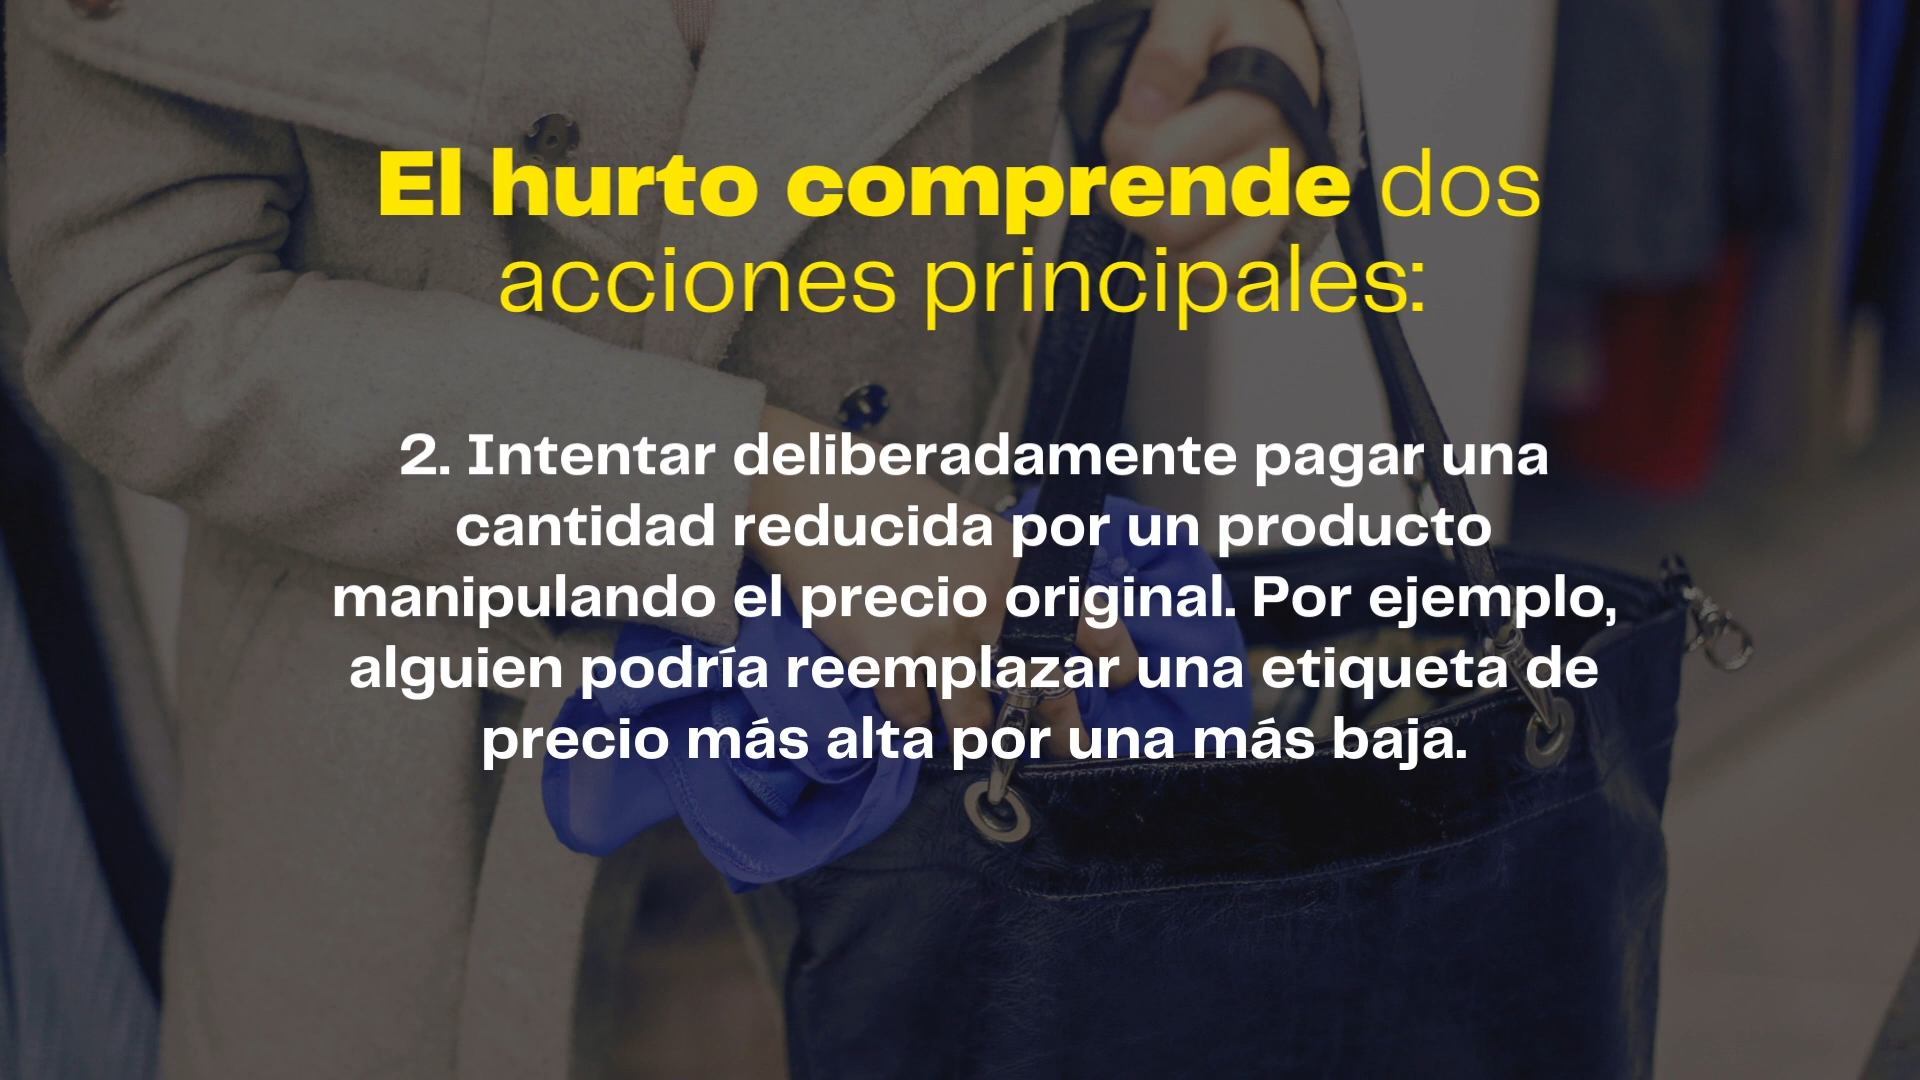 El hurto comprende dos
acciones principales:
2. Intentar deliberadamente pagar una
cantidad reducida por un producto
manipulando el precio original. Por ejemplo,
alguien podría reemplazar una etiqueta de
precio más alta por una más baja.